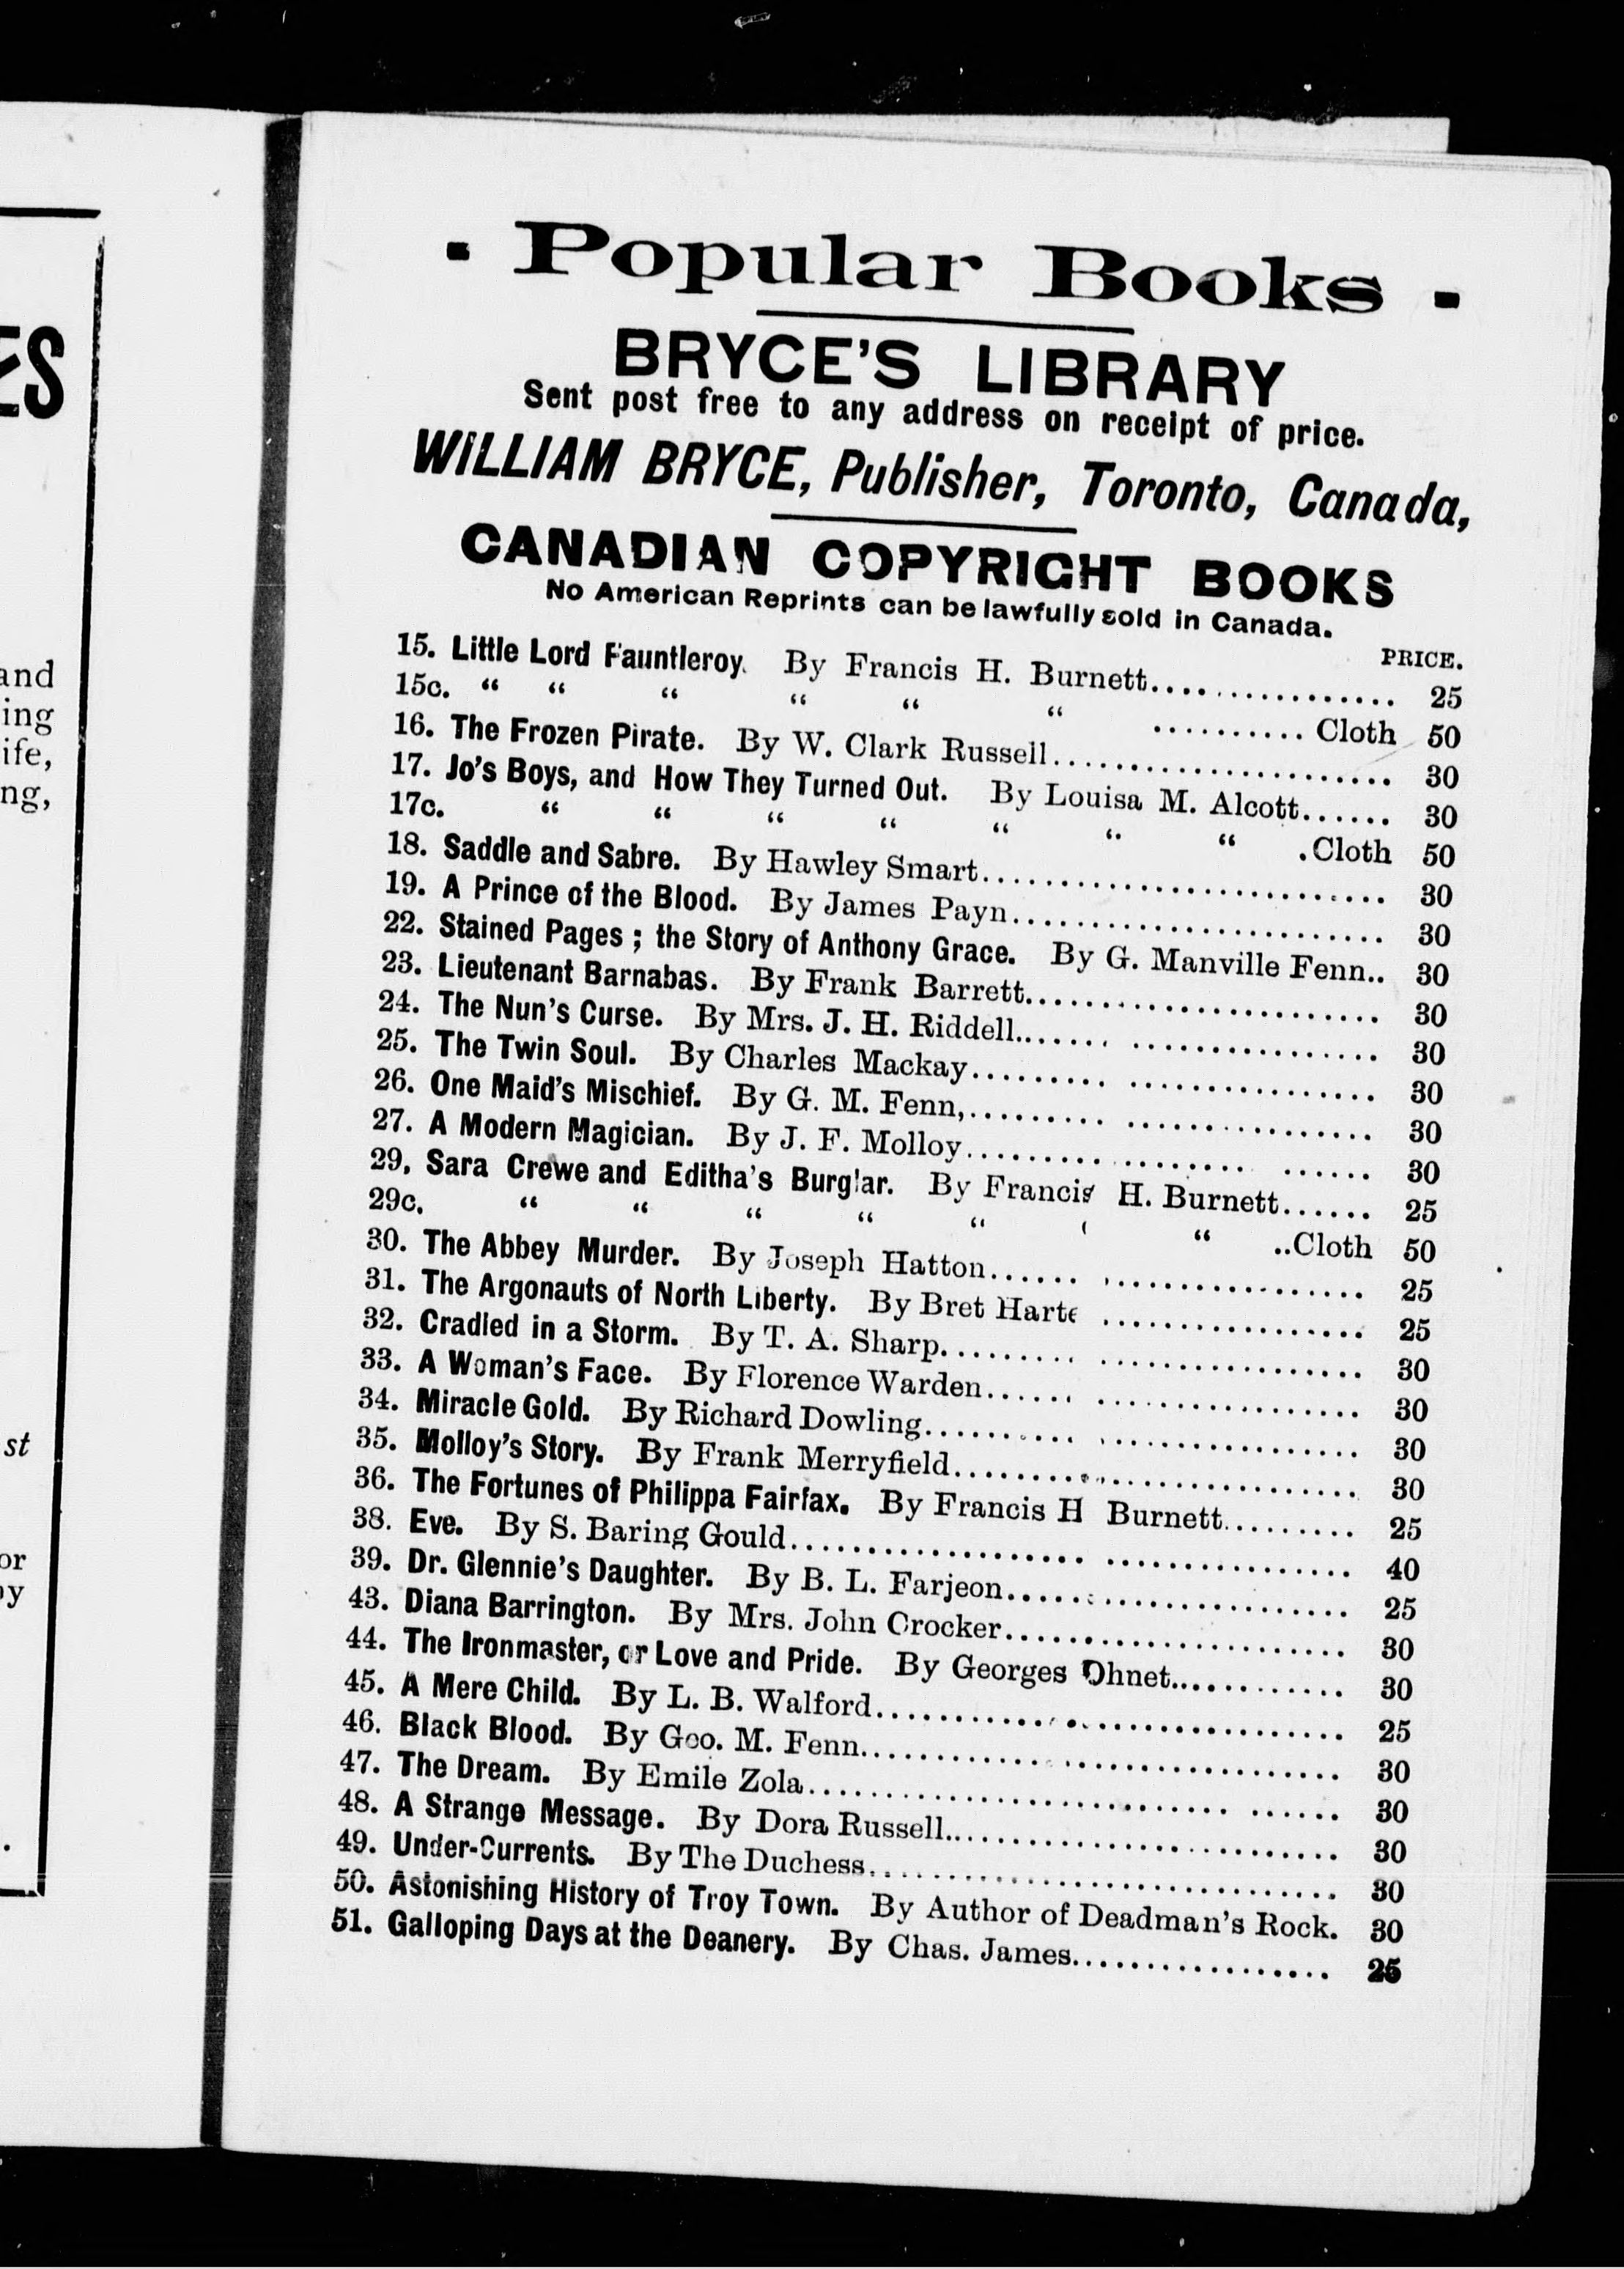 ES
and
ing
ife,
ng,
st
or
by
- Popular Books -
BRYCE'S LIBRARY
Sent post free to any address on receipt of price.
WILLIAM BRYCE, Publisher, Toronto, Canada,
CANADIAN COPYRIGHT BOOKS
No American Reprints can be lawfully sold in Canada.
PRICE.
15. Little Lord Fauntleroy. By Francis H. Burnett................ 25
15c. “ “ “ “ “ “ .......... Cloth 50
16. The Frozen Pirate. By W. Clark Russell...................... 30
17. Jo's Boys, and How They Turned Out. By Louisa M. Alcott...... 30
17c. “ “ “ “ “ “ “ .Cloth 50
18. Saddle and Sabre. By Hawley Smart.......................... 30
19. A Prince of the Blood. By James Payn........................ 30
22. Stained Pages ; the Story of Anthony Grace. By G. Manville Fenn.. 30
23. Lieutenant Barnabas. By Frank Barrett....................... 30
24. The Nun's Curse. By Mrs. J. H. Riddell....... ................ 30
25. The Twin Soul. By Charles Mackay......... ................ 30
26. One Maid's Mischief. By G. M. Fenn,......... ................ 30
27. A Modern Magician. By J. F. Molloy......... ......... ...... 30
29. Sara Crewe and Editha's Burglar. By Francis H. Burnett...... 25
29c. “ “ “ “ “ ‘ “ ..Cloth 50
30. The Abbey Murder. By Joseph Hatton...... ................. 25
31. The Argonauts of North Liberty. By Bret Harte ................. 25
32. Cradled in a Storm. By T. A. Sharp......... ................. 30
33. A Woman's Face. By Florence Warden...... ................. 30
34. Miracle Gold. By Richard Dowling.......... ................. 30
35. Molloy's Story. By Frank Merryfield.......................... 30
36. The Fortunes of Philippa Fairfax. By Francis H Burnett......... 25
38. Eve. By S. Baring Gould................... ................ 40
39. Dr. Glennie's Daughter. By B. L. Farjeon...................... 25
43. Diana Barrington. By Mrs. John Crocker...................... 30
44. The Ironmaster, or Love and Pride. By Georges Ohnet............ 30
45. A Mere Child. By L. B. Walford.............................. 25
46. Black Blood. By Geo. M. Fenn.............................. 30
47. The Dream. By Emile Zola........................... ...... 30
48. A Strange Message. By Dora Russell......................... 30
49. Under-Currents. By The Duchess.............................. 30
50. Astonishing History of Troy Town. By Author of Deadman's Rock. 30
51. Galloping Days at the Deanery. By Chas. James................. 25